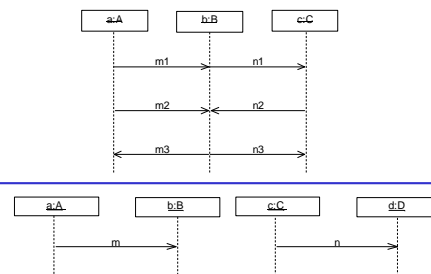 a:A b:B c:C
m1 n1
m2 n2
m3 n3
a:A b:B c:C d:D
m n